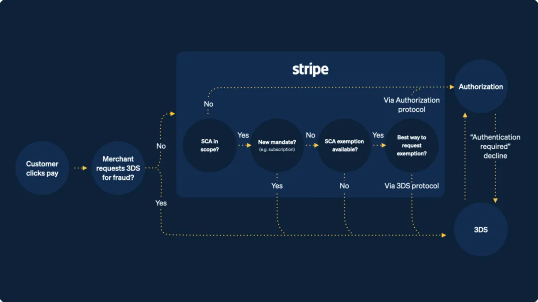 stripe
No
Via Authorization
protocol
Authorization
Customer
clicks pay
Merchant
requests 3DS
for fraud?
No
Yes
SCA in
scope?
Yes
New mandate?
(e.g. subscription)
No
SCA exemption
available?
Yes
Best way to
request
exemption?
"Authentication
required"
decline
Yes
No
Via 3DS protocol
3DS